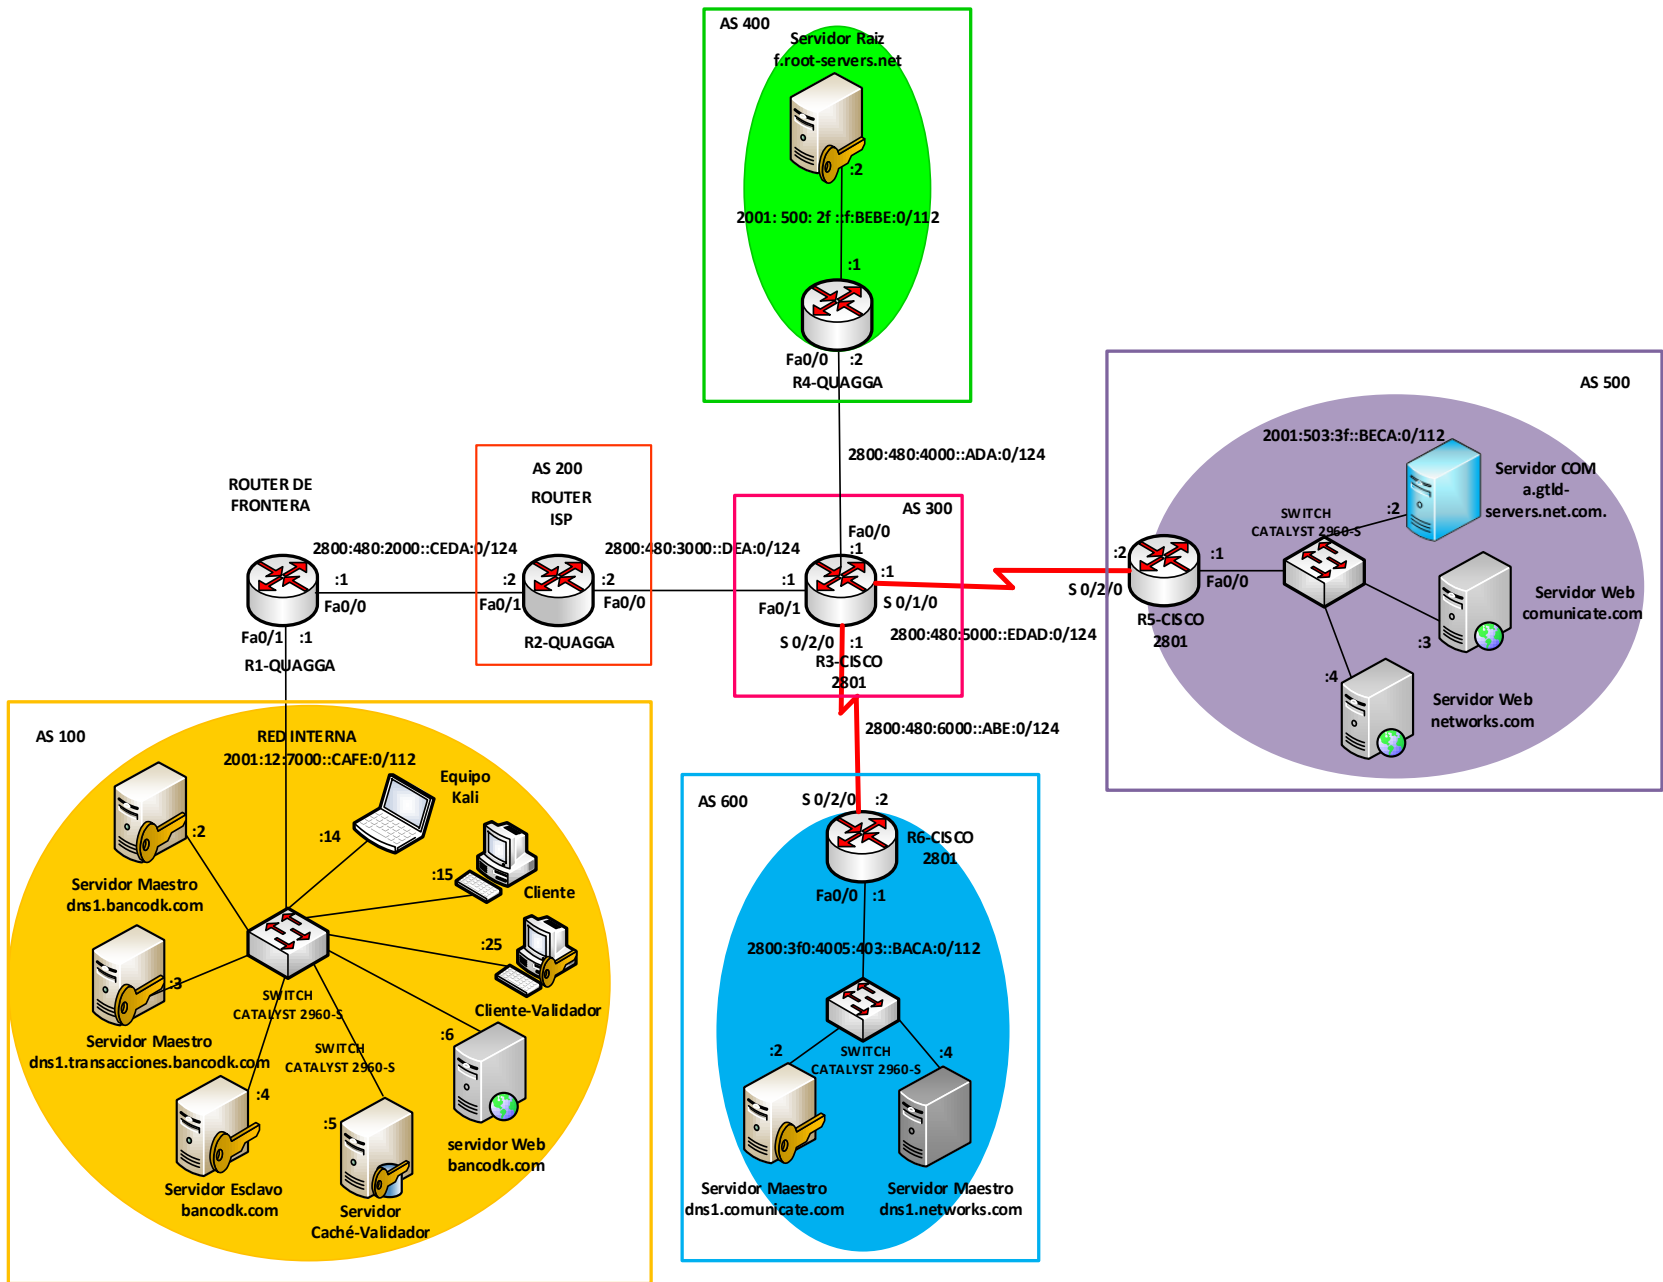 AS 400
Servidor Raiz
f.root-servers.net
:2
2001: 500: 2f ::f:BEBE:0/112
:1
Fa0/0 :2
R4-QUAGGA
2800:480:4000::ADA:0/124
AS 500
2001:503:3f::BECA:0/112
Servidor COM
a.gtld-
servers.net.com.
:2
SWITCH
CATALYST 2960-S
:2
:1
S 0/2/0
Fa0/0
R5-CISCO
2801
Servidor Web
comunicate.com
:3
:4
Servidor Web
networks.com
ROUTER DE
FRONTERA
AS 200
ROUTER
ISP
AS 300
2800:480:2000::CEDA:0/124
2800:480:3000::DEA:0/124
Fa0/0
:1
:1
:1
Fa0/0
:2
Fa0/1
:2
Fa0/0
:1
Fa0/1
S 0/1/0
Fa0/1 :1
R1-QUAGGA
R2-QUAGGA
S 0/2/0 :1
2800:480:5000::EDAD:0/124
R3-CISCO
2801
2800:480:6000::ABE:0/124
AS 100
RED INTERNA
2001:12:7000::CAFE:0/112
Equipo
Kali
:2
:14
Servidor Maestro
dns1.bancodk.com
:15
Cliente
:3
:25
Cliente-Validador
SWITCH
CATALYST 2960-S
Servidor Maestro
dns1.transacciones.bancodk.com
SWITCH
CATALYST 2960-S
:6
:4
:5
servidor Web
bancodk.com
Servidor Esclavo
bancodk.com
Servidor
Caché-Validador
AS 600
S 0/2/0 :2
R6-CISCO
2801
Fa0/0 :1
2800:3f0:4005:403::BACA:0/112
:2
:4
SWITCH
CATALYST 2960-S
Servidor Maestro
dns1.comunicate.com
Servidor Maestro
dns1.networks.com